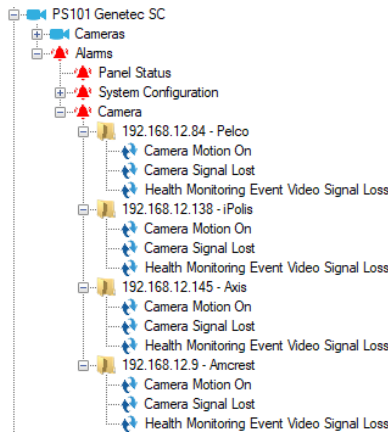 PS101 Genetec SC
Cameras
Alarms
Panel Status
System Configuration
Camera
192.168.12.84 - Pelco
Camera Motion On
Camera Signal Lost
Health Monitoring Event Video Signal Loss
192.168.12.138 - iPolis
Camera Motion On
Camera Signal Lost
Health Monitoring Event Video Signal Loss
192.168.12.145 - Axis
Camera Motion On
Camera Signal Lost
Health Monitoring Event Video Signal Loss
192.168.12.9 - Amcrest
Camera Motion On
Camera Signal Lost
Health Monitoring Event Video Signal Loss